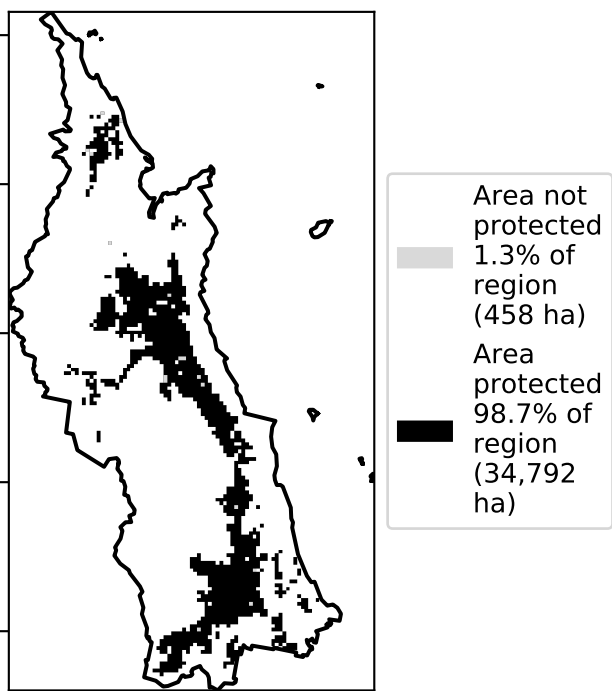 Area not
protected
1.3% of
region
(458 ha)
Area
protected
98.7% of
region
(34,792
ha)